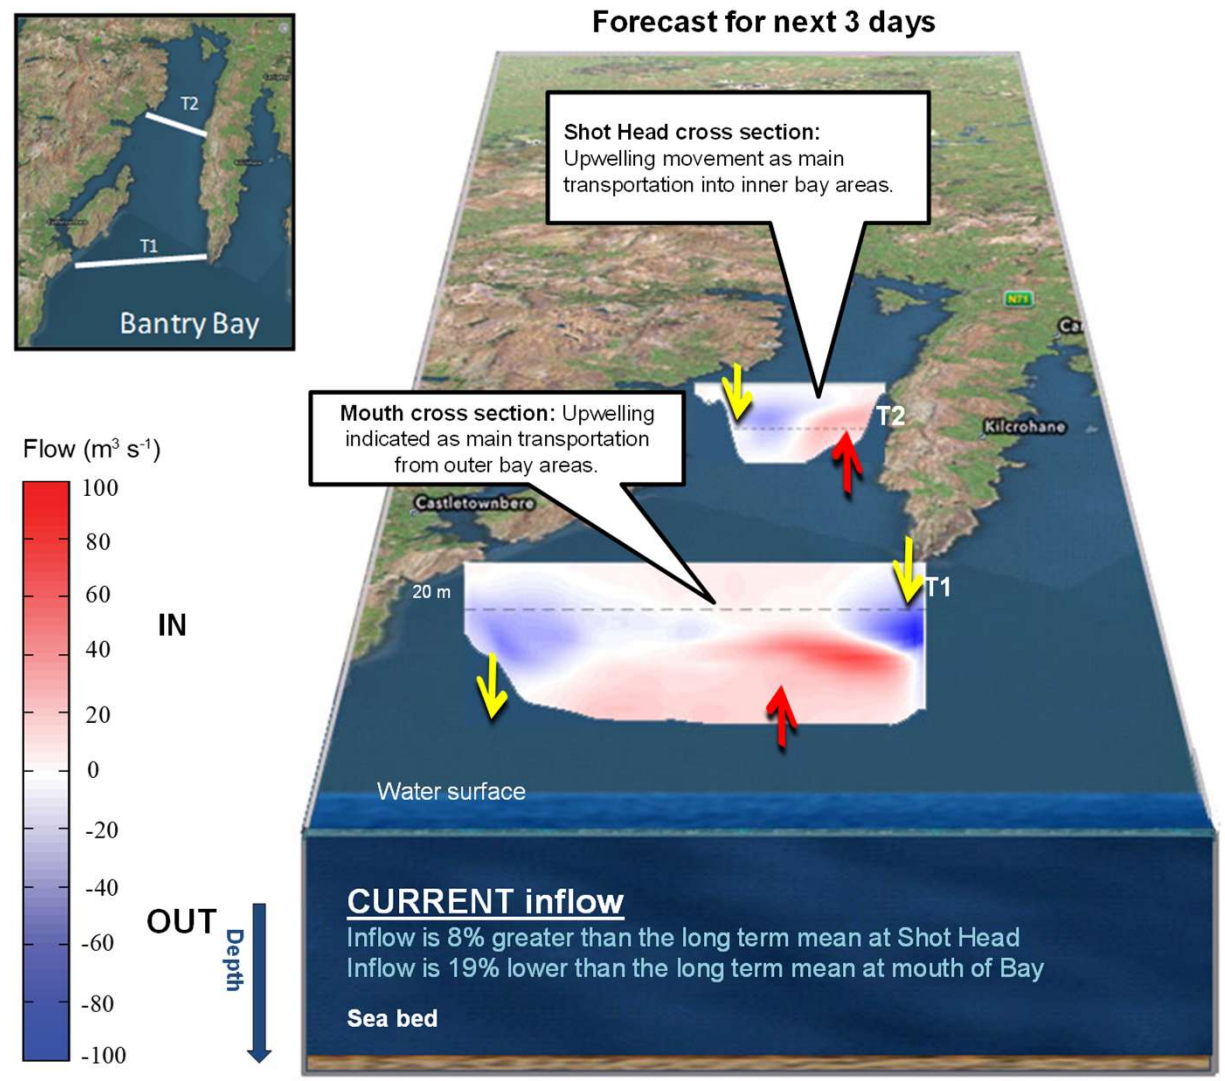 Forecast for next 3 days
T2
T1
Bantry Bay
Shot Head cross section:
Upwelling movement as main
transportation into inner bay areas.
N71
Mouth cross section: Upwelling
indicated as main transportation
from outer bay areas.
T2
Kilcrohane
Castletownbere
Flow (m³ s⁻¹)
100
80
60
40
20
0
-20
-40
-60
-80
-100
IN
OUT
Depth
20 m
T1
Water surface
CURRENT inflow
Inflow is 8% greater than the long term mean at Shot Head
Inflow is 19% lower than the long term mean at mouth of Bay
Sea bed